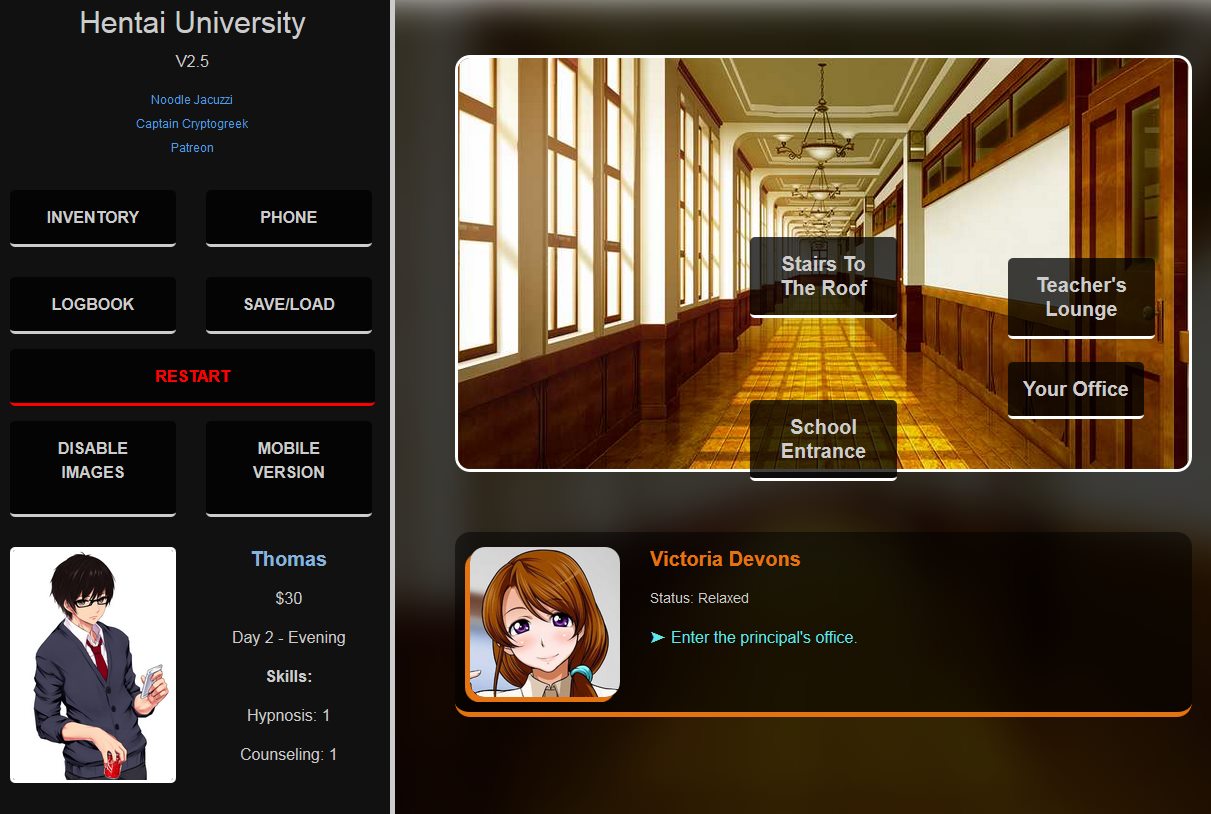 Hentai University
V2.5
Noodle Jacuzzi
Captain Cryptogreek
Patreon
INVENTORY
PHONE
LOGBOOK
SAVE/LOAD
RESTART
DISABLE
IMAGES
MOBILE
VERSION
Thomas
$30
Day 2 - Evening
Skills:
Hypnosis: 1
Counseling: 1
Stairs To
The Roof
Teacher's
Lounge
Your Office
School
Entrance
Victoria Devons
Status: Relaxed
➤ Enter the principal's office.